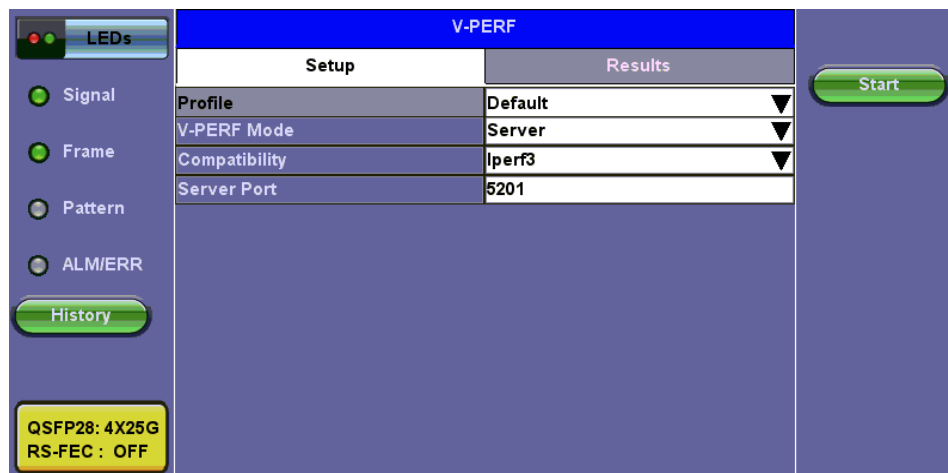 LEDs
Signal
Frame
Pattern
ALM/ERR
History
QSFP28: 4X25G
RS-FEC : OFF
V-PERF
Setup Results
Profile Default
V-PERF Mode Server
Compatibility Iperf3
Server Port 5201
Start